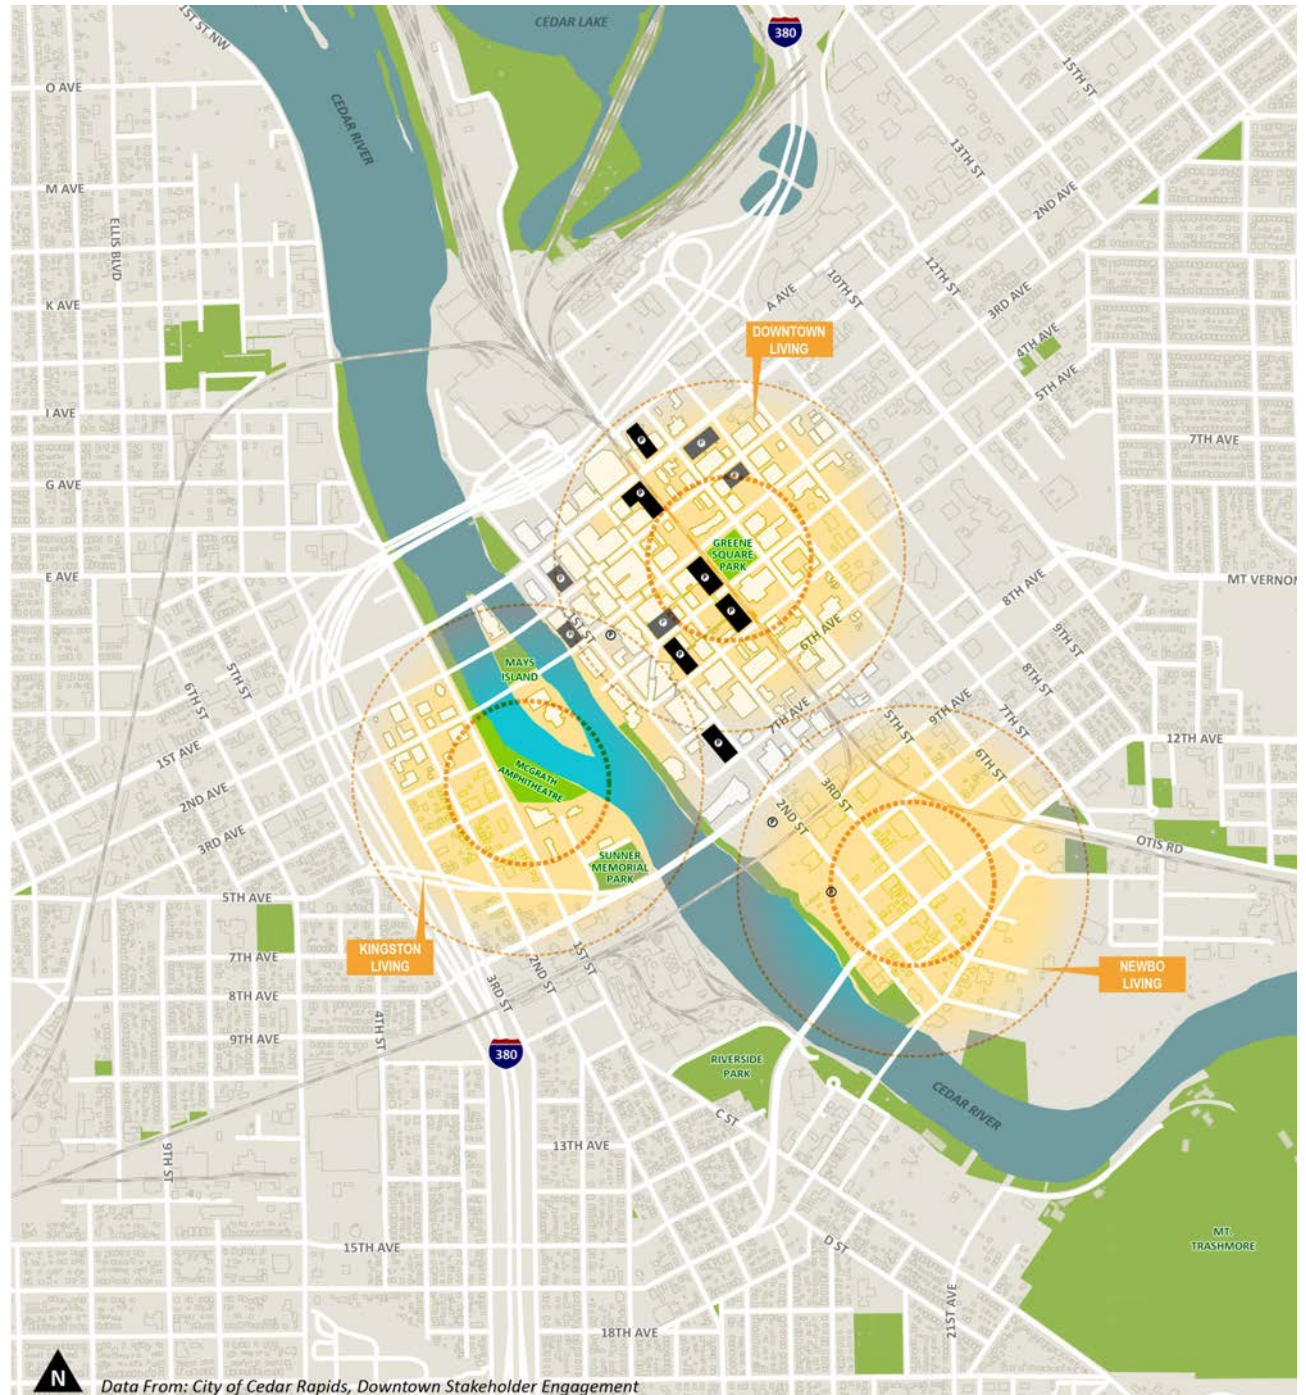 CEDAR LAKE
380
1ST ST NW
15TH ST
O AVE
CEDAR RIVER
13TH ST
M AVE
2ND AVE
ELLIS BLVD
12TH ST
10TH ST
K AVE
A AVE
3RD AVE
DOWNTOWN
LIVING
4TH AVE
5TH AVE
I AVE
7TH AVE
P
P
P
G AVE
P
GREENE
SQUARE
PARK
E AVE
P
P
MT VERNON
8TH AVE
P
P
1ST ST
P
P
P
6TH AVE
9TH ST
P
MAYS
ISLAND
5TH ST
8TH ST
6TH ST
7TH AVE
5TH ST
9TH AVE
7TH ST
1ST AVE
P
12TH AVE
6TH ST
MCGRATH
AMPHITHEATRE
2ND AVE
3RD ST
2ND ST
P
3RD AVE
OTIS RD
SUNNER
MEMORIAL
PARK
P
5TH AVE
KINGSTON
LIVING
7TH AVE
1ST ST
2ND ST
NEWBO
LIVING
8TH AVE
3RD ST
4TH ST
9TH AVE
380
RIVERSIDE
PARK
CEDAR RIVER
C ST
13TH AVE
9TH ST
15TH AVE
D ST
MT.
TRASHMORE
21ST AVE
18TH AVE
N
Data From: City of Cedar Rapids, Downtown Stakeholder Engagement